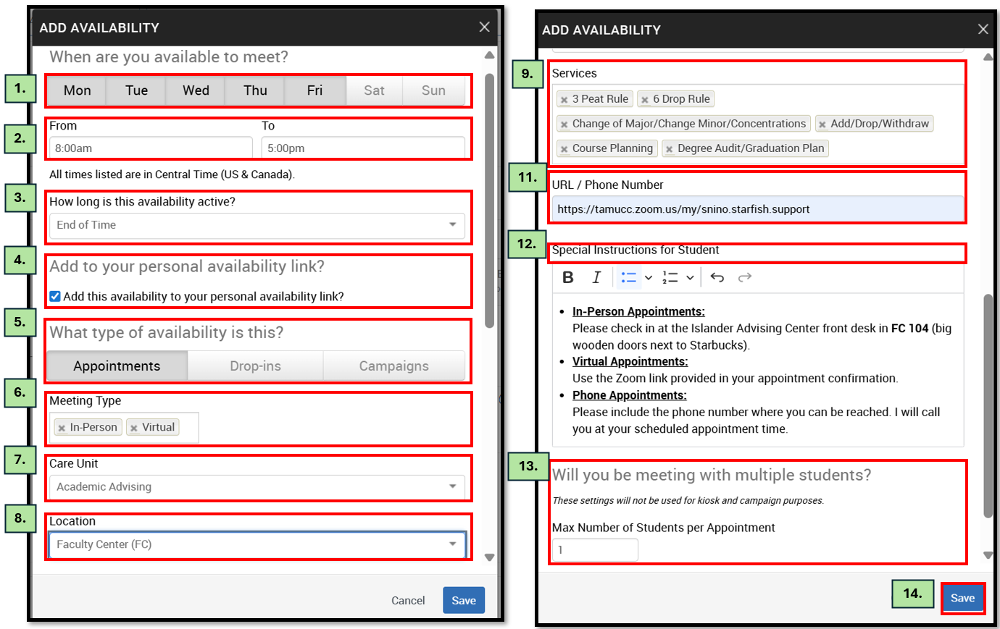 ADD AVAILABILITY
When are you available to meet?
1.
Mon Tue Wed Thu Fri Sat Sun
2.
From To
8:00am 5:00pm
All times listed are in Central Time (US & Canada).
3.
How long is this availability active?
End of Time
4.
Add to your personal availability link?
Add this availability to your personal availability link?
5.
What type of availability is this?
Appointments Drop-ins Campaigns
6.
Meeting Type
× In-Person × Virtual
7.
Care Unit
Academic Advising
8.
Location
Faculty Center (FC)
Cancel Save
ADD AVAILABILITY
9.
Services
× 3 Peat Rule × 6 Drop Rule
× Change of Major/Change Minor/Concentrations × Add/Drop/Withdraw
× Course Planning × Degree Audit/Graduation Plan
11.
URL / Phone Number
https://tamucc.zoom.us/my/snino.starfish.support
12.
Special Instructions for Student
B I
• In-Person Appointments:
Please check in at the Islander Advising Center front desk in FC 104 (big
wooden doors next to Starbucks).
• Virtual Appointments:
Use the Zoom link provided in your appointment confirmation.
• Phone Appointments:
Please include the phone number where you can be reached. I will call
you at your scheduled appointment time.
13.
Will you be meeting with multiple students?
These settings will not be used for kiosk and campaign purposes.
Max Number of Students per Appointment
1
14.
Save